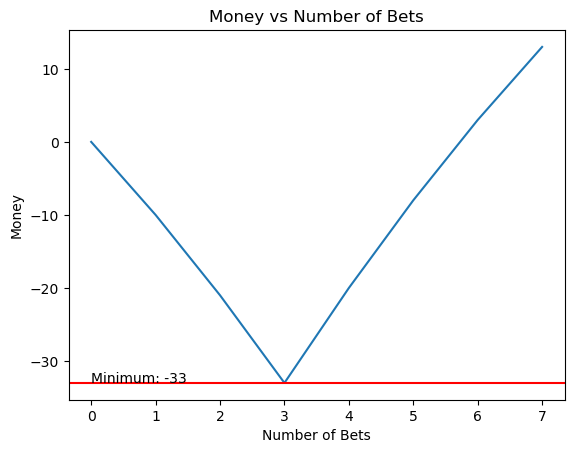 Money vs Number of Bets
10
0
−10
−20
−30
Money
Minimum: -33
0 1 2 3 4 5 6 7
Number of Bets